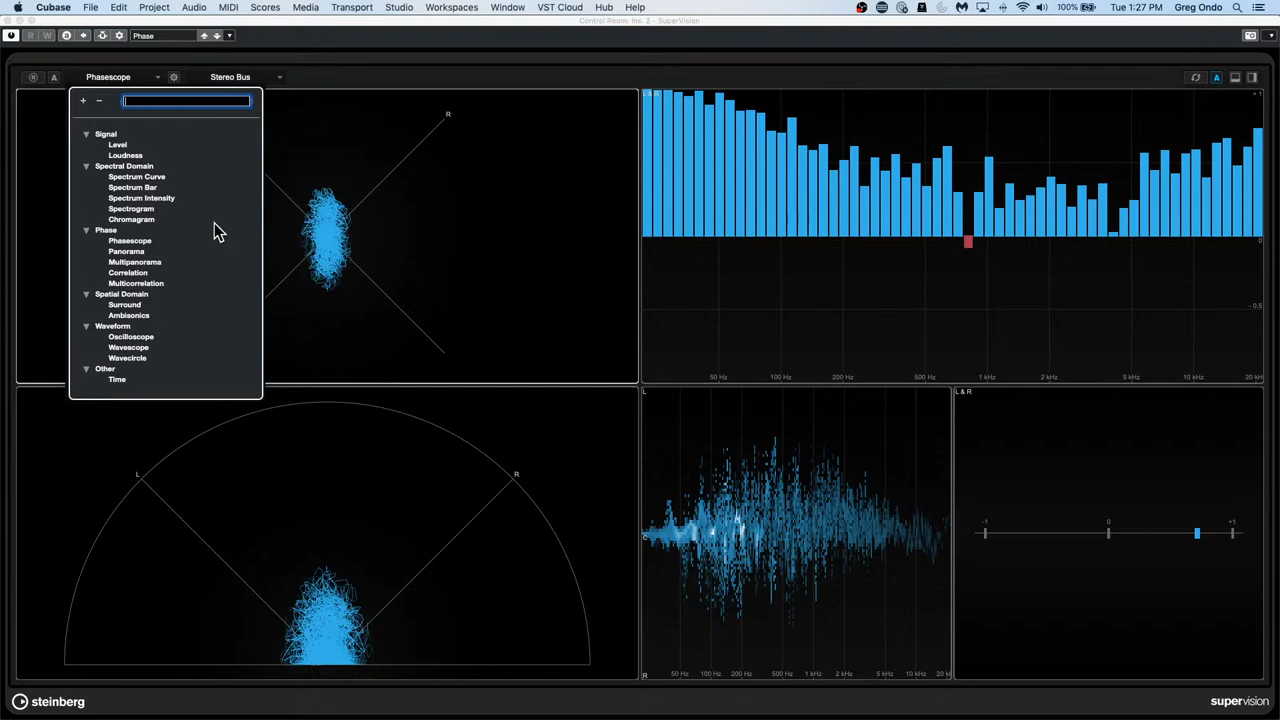 Cubase File Edit Project Audio MIDI Scores Media Transport Studio Workspaces Window VST Cloud Hub Help 100% Tue 1:27 PM Greg Ondo
Control Room: Ins. 2 - SuperVision
R W Phase
A Phasescope Stereo Bus A
+ −
Signal
Level
Loudness
Spectral Domain
Spectrum Curve
Spectrum Bar
Spectrum Intensity
Spectrogram
Chromagram
Phase
Phasescope
Panorama
Multipanorama
Correlation
Multicorrelation
Spatial Domain
Surround
Ambisonics
Waveform
Oscilloscope
Wavescope
Wavecircle
Other
Time
R
L & R
+ 1
0
- 0.5
50 Hz 100 Hz 200 Hz 500 Hz 1 kHz 2 kHz 5 kHz 10 kHz 20 kHz
L R
L
C
R
50 Hz 100 Hz 200 Hz 500 Hz 1 kHz 2 kHz 5 kHz 10 kHz 20 k
L & R
-1 0 +1
steinberg
supervision